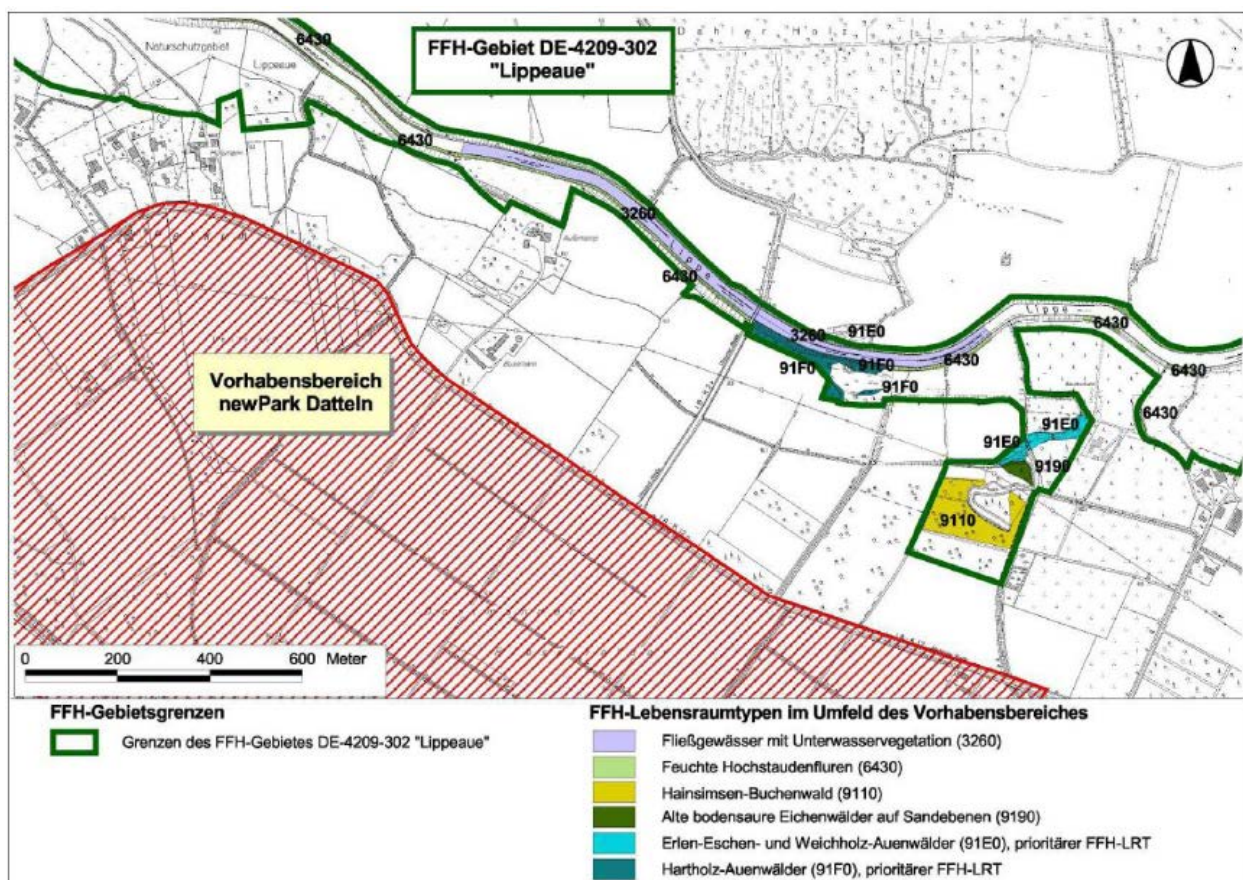 6430
FFH-Gebiet DE-4209-302
"Lippeaue"
Naturschutzgebiet
Lippeaue
6430
3260
Lippe
6430
3260
91E0
91F0
91F0
91F0
6430
Lippe
6430
6430
6430
91E0
91E0
9190
9110
Vorhabensbereich
newPark Datteln
0 200 400 600 Meter
FFH-Gebietsgrenzen
Grenzen des FFH-Gebietes DE-4209-302 "Lippeaue"
FFH-Lebensraumtypen im Umfeld des Vorhabensbereiches
Fließgewässer mit Unterwasservegetation (3260)
Feuchte Hochstaudenfluren (6430)
Hainsimsen-Buchenwald (9110)
Alte bodensaure Eichenwälder auf Sandebenen (9190)
Erlen-Eschen- und Weichholz-Auenwälder (91E0), prioritärer FFH-LRT
Hartholz-Auenwälder (91F0), prioritärer FFH-LRT